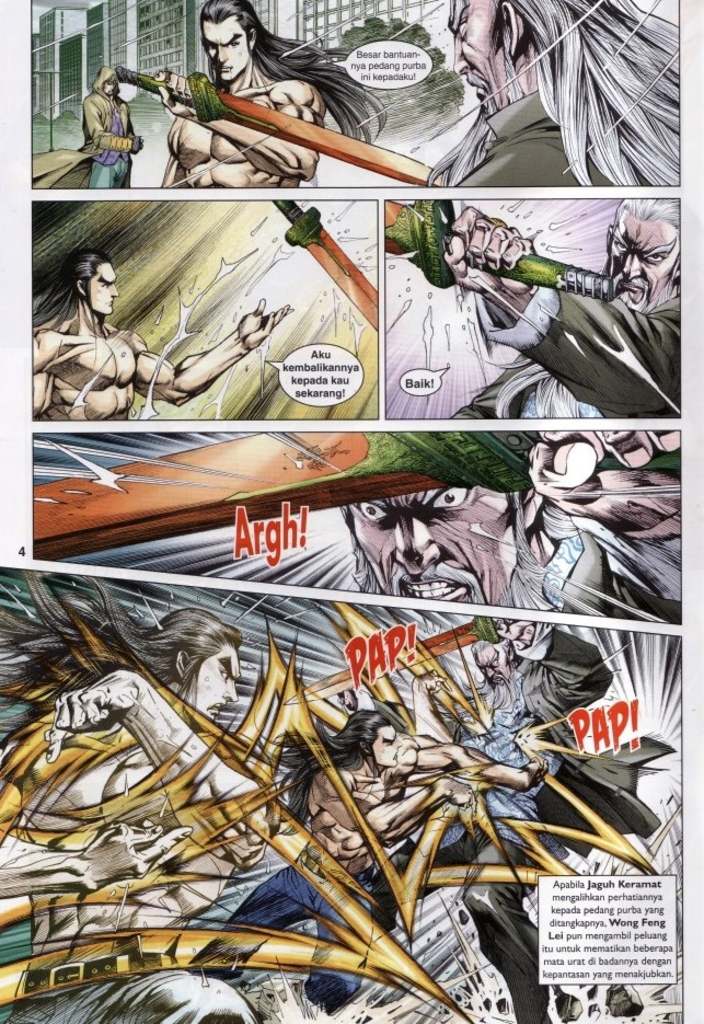 Besar bantuan-
nya pedang purba
ini kepadaku!
Aku
kembalikannya
kepada kau
sekarang!
Baik!
Argh!
4
PAP!
PAP!
Apabila Jaguh Keramat
mengalihkan perhatiannya
kepada pedang purba yang
ditangkapnya, Wong Feng
Lei pun mengambil peluang
itu untuk mematikan beberapa
mata urat di badannya dengan
kepantasan yang menakjubkan.